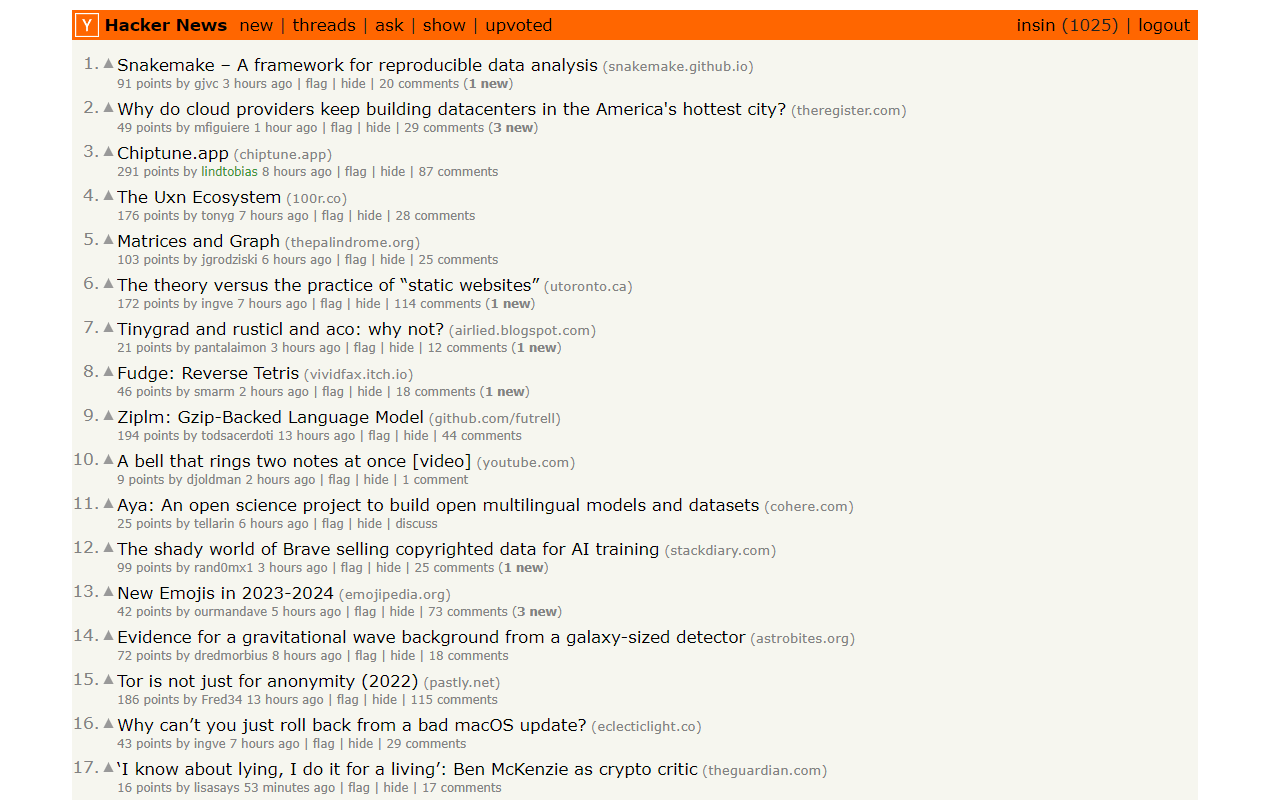 Y Hacker News new | threads | ask | show | upvoted insin (1025) | logout
1. ▲ Snakemake – A framework for reproducible data analysis (snakemake.github.io)
91 points by gjvc 3 hours ago | flag | hide | 20 comments (1 new)
2. ▲ Why do cloud providers keep building datacenters in the America's hottest city? (theregister.com)
49 points by mfiguiere 1 hour ago | flag | hide | 29 comments (3 new)
3. ▲ Chiptune.app (chiptune.app)
291 points by lindtobias 8 hours ago | flag | hide | 87 comments
4. ▲ The Uxn Ecosystem (100r.co)
176 points by tonyg 7 hours ago | flag | hide | 28 comments
5. ▲ Matrices and Graph (thepalindrome.org)
103 points by jgrodziski 6 hours ago | flag | hide | 25 comments
6. ▲ The theory versus the practice of “static websites” (utoronto.ca)
172 points by ingve 7 hours ago | flag | hide | 114 comments (1 new)
7. ▲ Tinygrad and rusticl and aco: why not? (airlied.blogspot.com)
21 points by pantalaimon 3 hours ago | flag | hide | 12 comments (1 new)
8. ▲ Fudge: Reverse Tetris (vividfax.itch.io)
46 points by smarm 2 hours ago | flag | hide | 18 comments (1 new)
9. ▲ Ziplm: Gzip-Backed Language Model (github.com/futrell)
194 points by todsacerdoti 13 hours ago | flag | hide | 44 comments
10. ▲ A bell that rings two notes at once [video] (youtube.com)
9 points by djoldman 2 hours ago | flag | hide | 1 comment
11. ▲ Aya: An open science project to build open multilingual models and datasets (cohere.com)
25 points by tellarin 6 hours ago | flag | hide | discuss
12. ▲ The shady world of Brave selling copyrighted data for AI training (stackdiary.com)
99 points by rand0mx1 3 hours ago | flag | hide | 25 comments (1 new)
13. ▲ New Emojis in 2023-2024 (emojipedia.org)
42 points by ourmandave 5 hours ago | flag | hide | 73 comments (3 new)
14. ▲ Evidence for a gravitational wave background from a galaxy-sized detector (astrobites.org)
72 points by dredmorbius 8 hours ago | flag | hide | 18 comments
15. ▲ Tor is not just for anonymity (2022) (pastly.net)
186 points by Fred34 13 hours ago | flag | hide | 115 comments
16. ▲ Why can’t you just roll back from a bad macOS update? (eclecticlight.co)
43 points by ingve 7 hours ago | flag | hide | 29 comments
17. ▲ ‘I know about lying, I do it for a living’: Ben McKenzie as crypto critic (theguardian.com)
16 points by lisasays 53 minutes ago | flag | hide | 17 comments